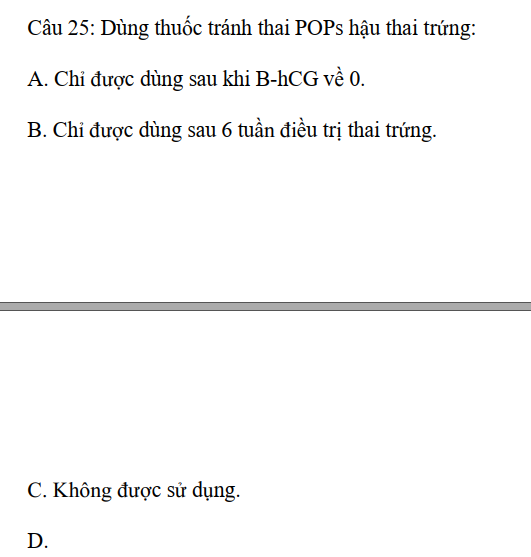 Câu 25: Dùng thuốc tránh thai POPs hậu thai trứng:
A. Chỉ được dùng sau khi B-hCG về 0.
B. Chỉ được dùng sau 6 tuần điều trị thai trứng.
C. Không được sử dụng.
D.